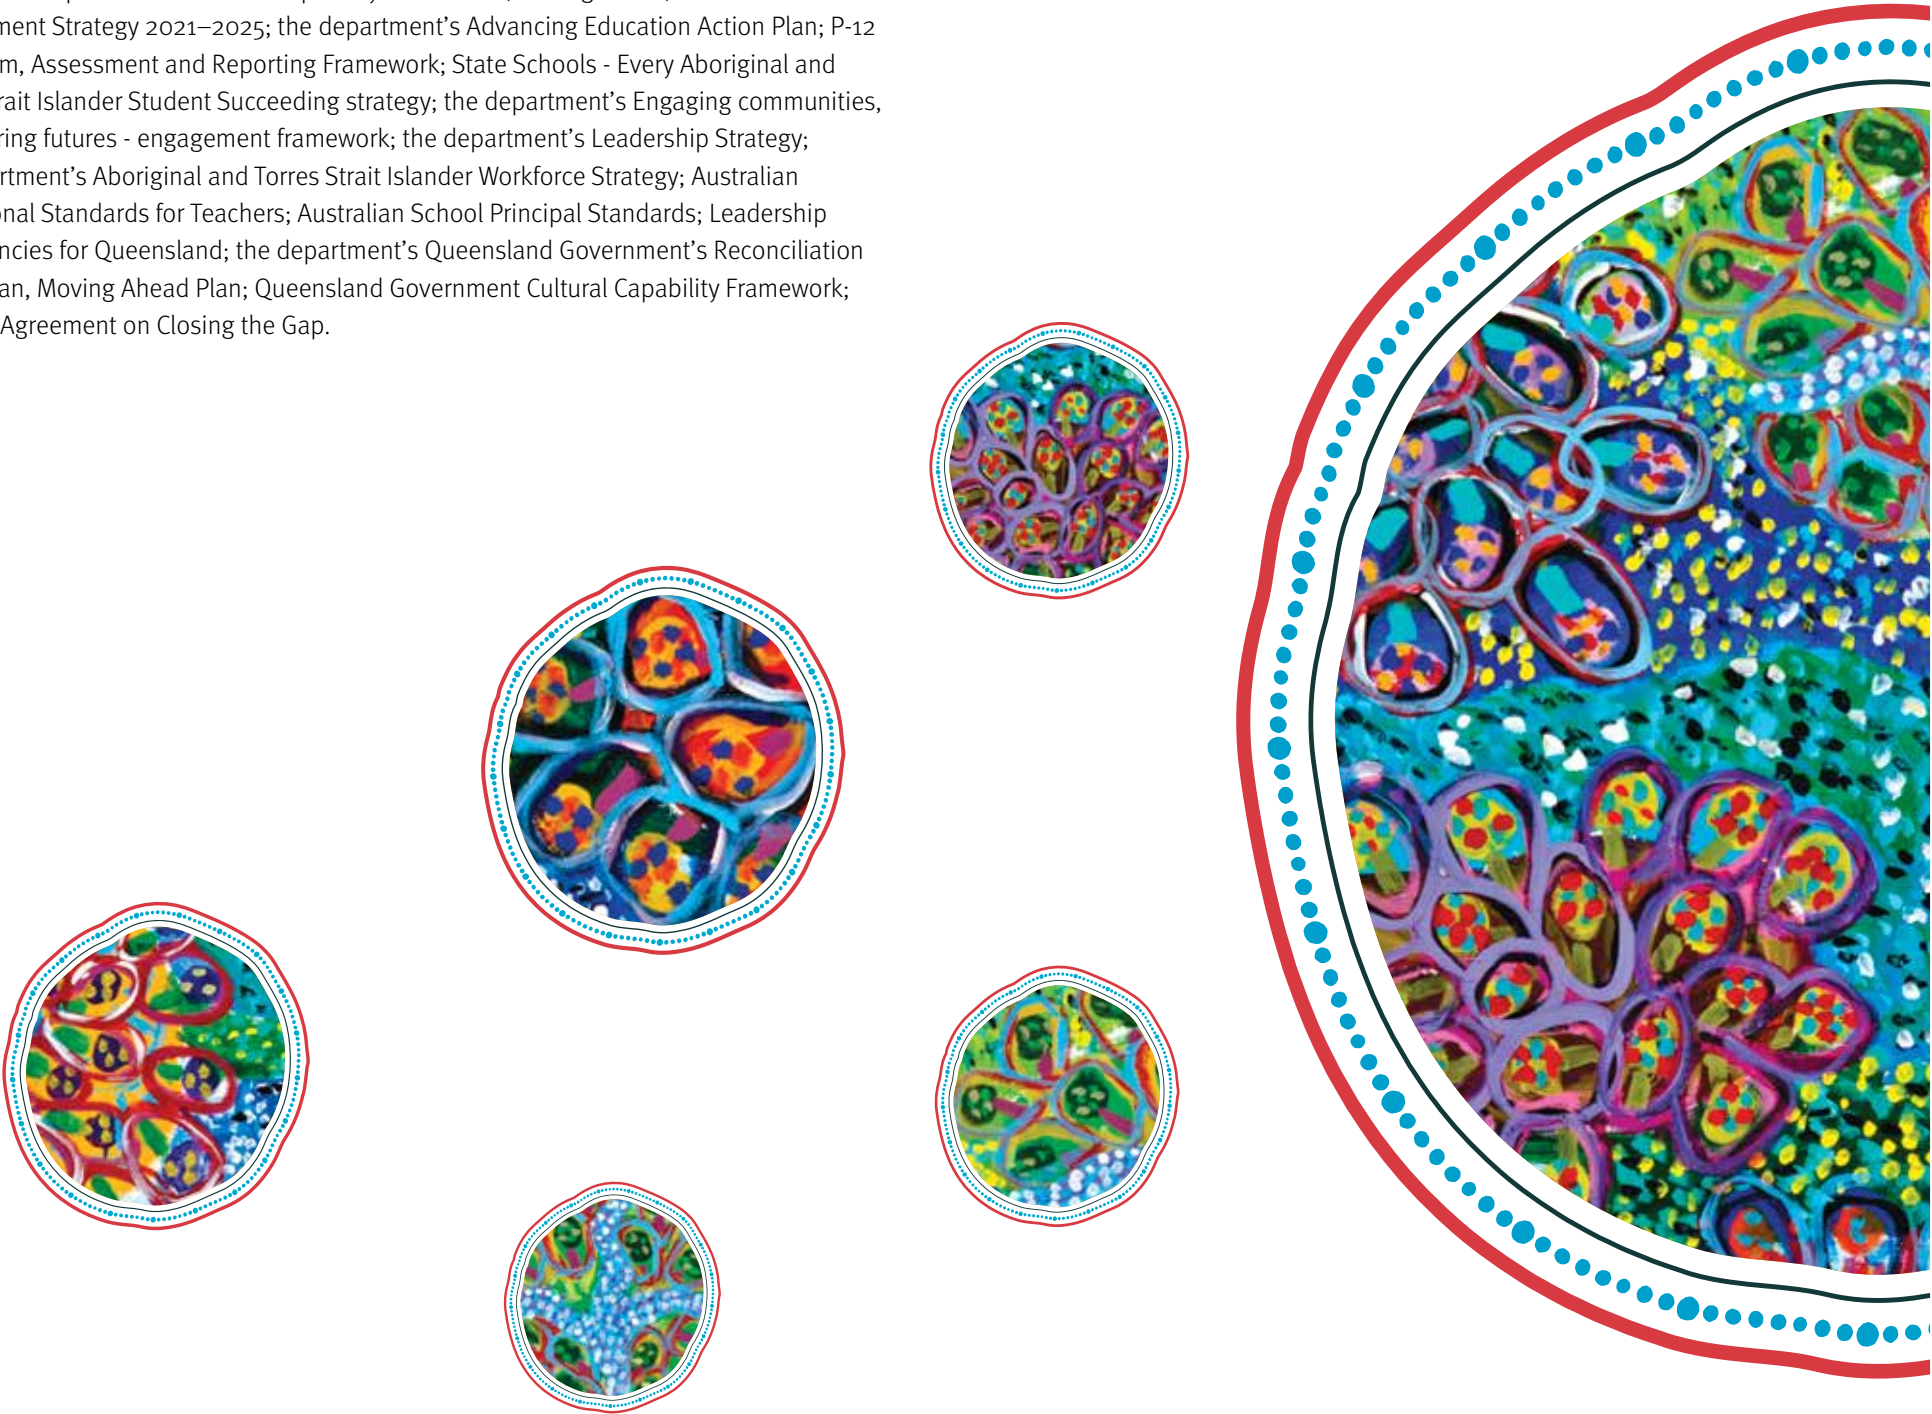 ment Strategy 2021–2025; the department’s Advancing Education Action Plan; P-12
m, Assessment and Reporting Framework; State Schools - Every Aboriginal and
rait Islander Student Succeeding strategy; the department’s Engaging communities,
ring futures - engagement framework; the department’s Leadership Strategy;
rtment’s Aboriginal and Torres Strait Islander Workforce Strategy; Australian
onal Standards for Teachers; Australian School Principal Standards; Leadership
ncies for Queensland; the department’s Queensland Government’s Reconciliation
an, Moving Ahead Plan; Queensland Government Cultural Capability Framework;
Agreement on Closing the Gap.